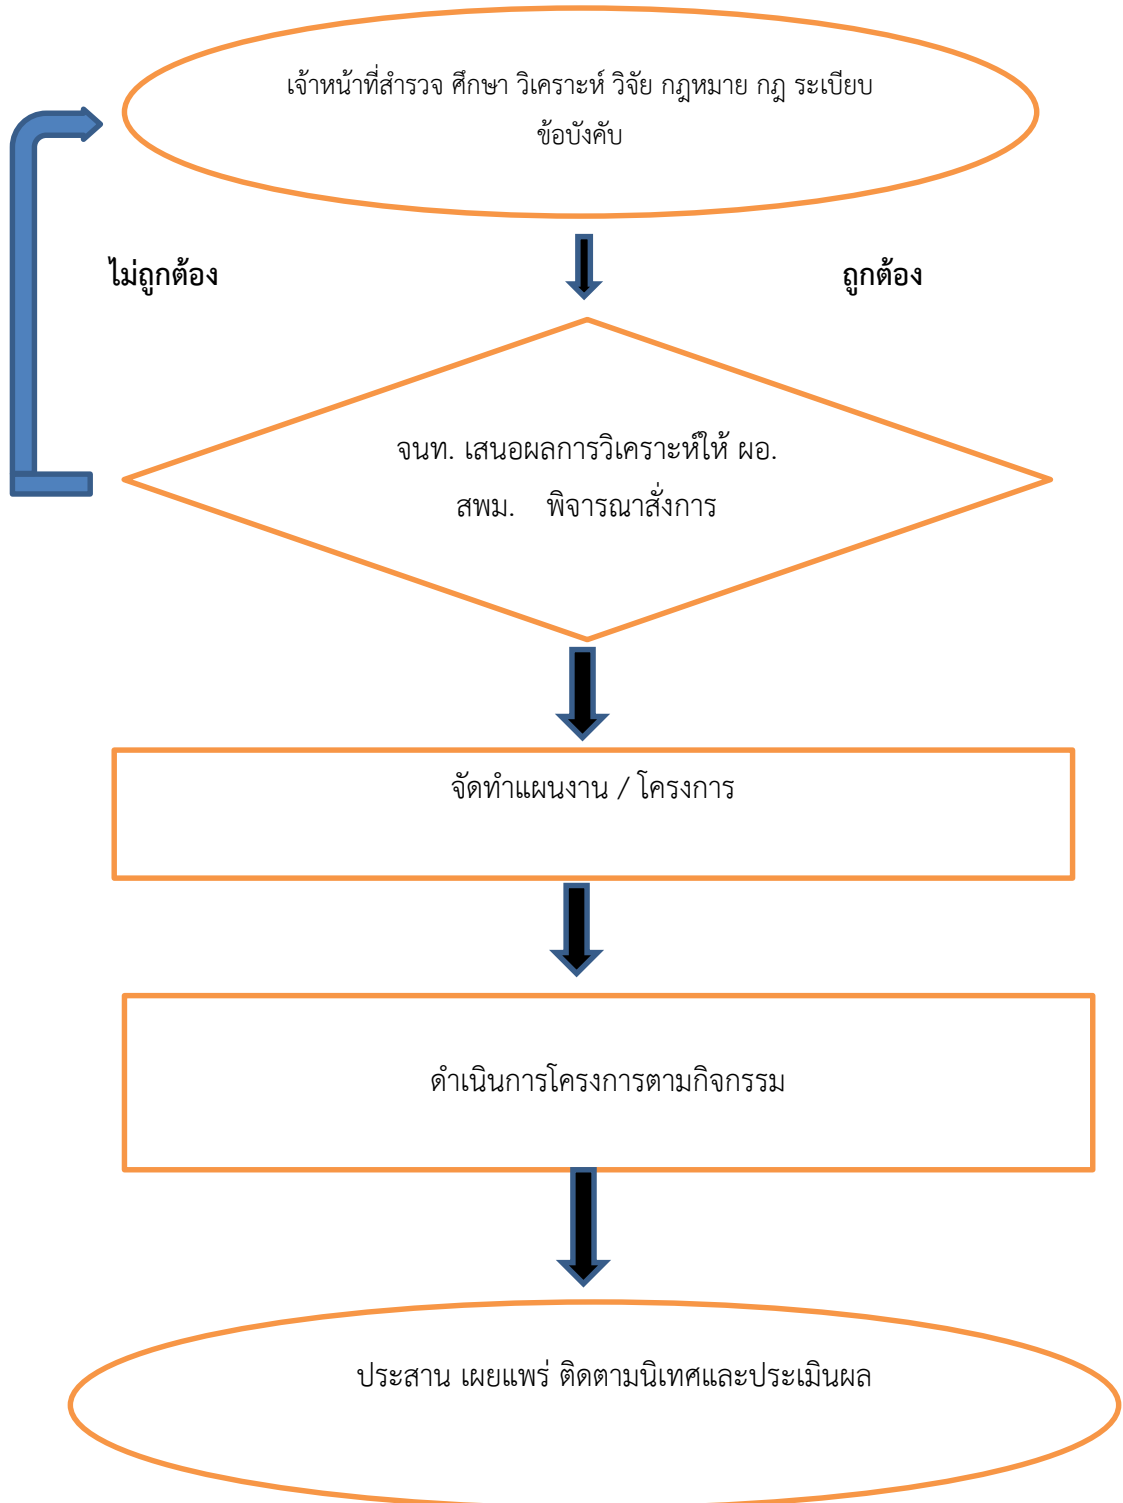 เจ้าหน้าที่สำรวจ ศึกษา วิเคราะห์ วิจัย กฎหมาย กฎ ระเบียบ
ข้อบังคับ
ไม่ถูกต้อง
ถูกต้อง
จนท. เสนอผลการวิเคราะห์ให้ ผอ.
สพม. พิจารณาสั่งการ
จัดทำแผนงาน / โครงการ
ดำเนินการโครงการตามกิจกรรม
ประสาน เผยแพร่ ติดตามนิเทศและประเมินผล